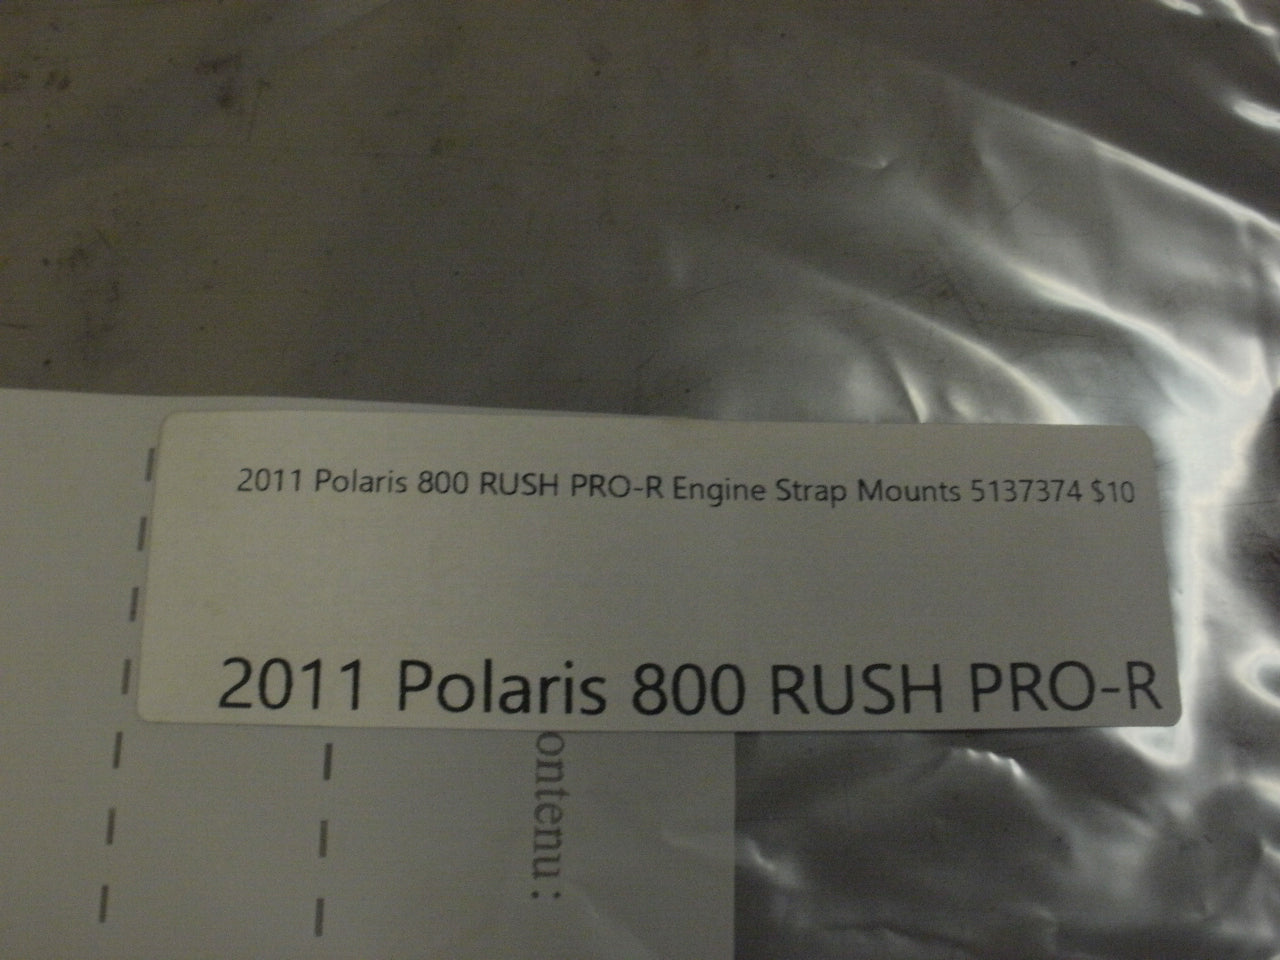 2011 Polaris 800 RUSH PRO-R Engine Strap Mounts 5137374 $10
2011 Polaris 800 RUSH PRO-R
ontenu: